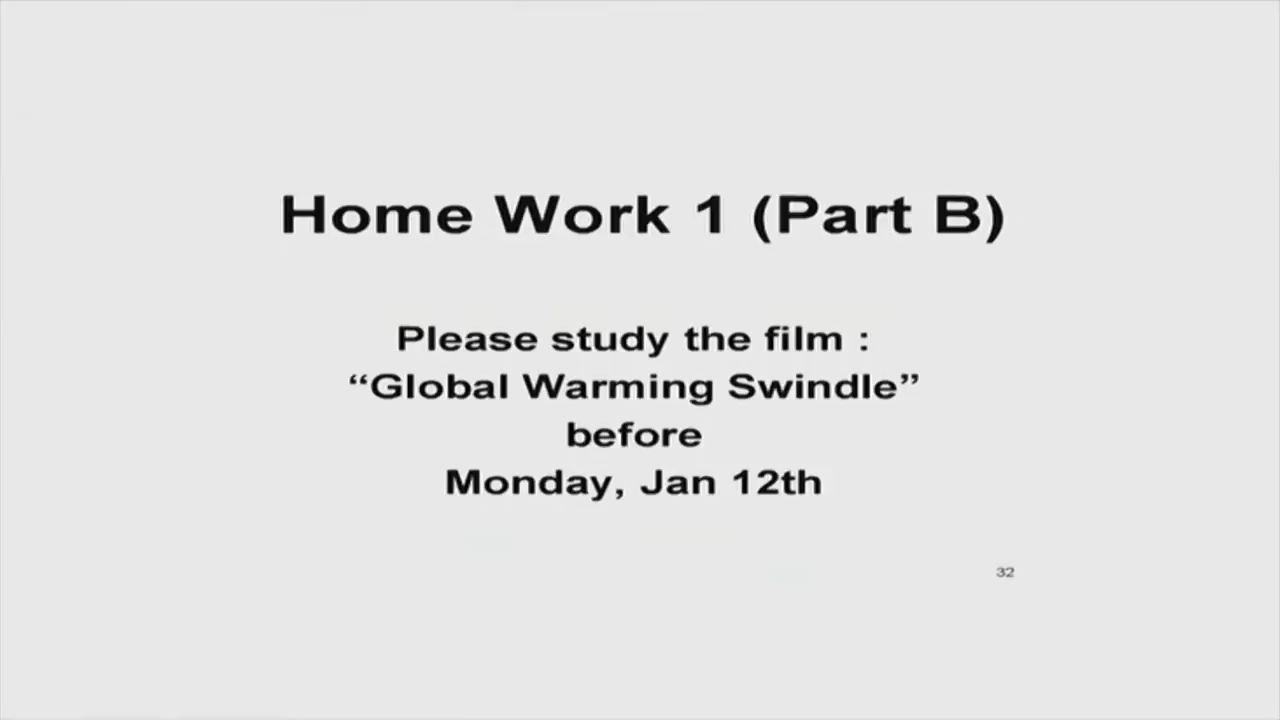 Home Work 1 (Part B)
Please study the film :
“Global Warming Swindle”
before
Monday, Jan 12th
32